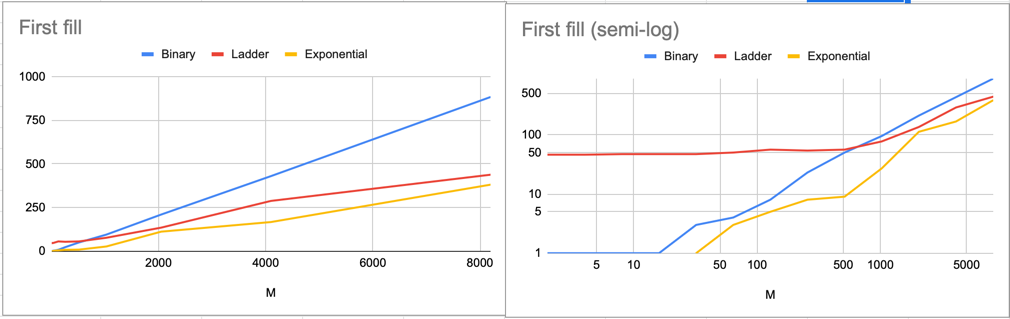 First fill
Binary Ladder Exponential
1000
750
500
250
0
2000 4000 6000 8000
M
First fill (semi-log)
Binary Ladder Exponential
500
100
50
10
5
1
5 10 50 100 500 1000 5000
M